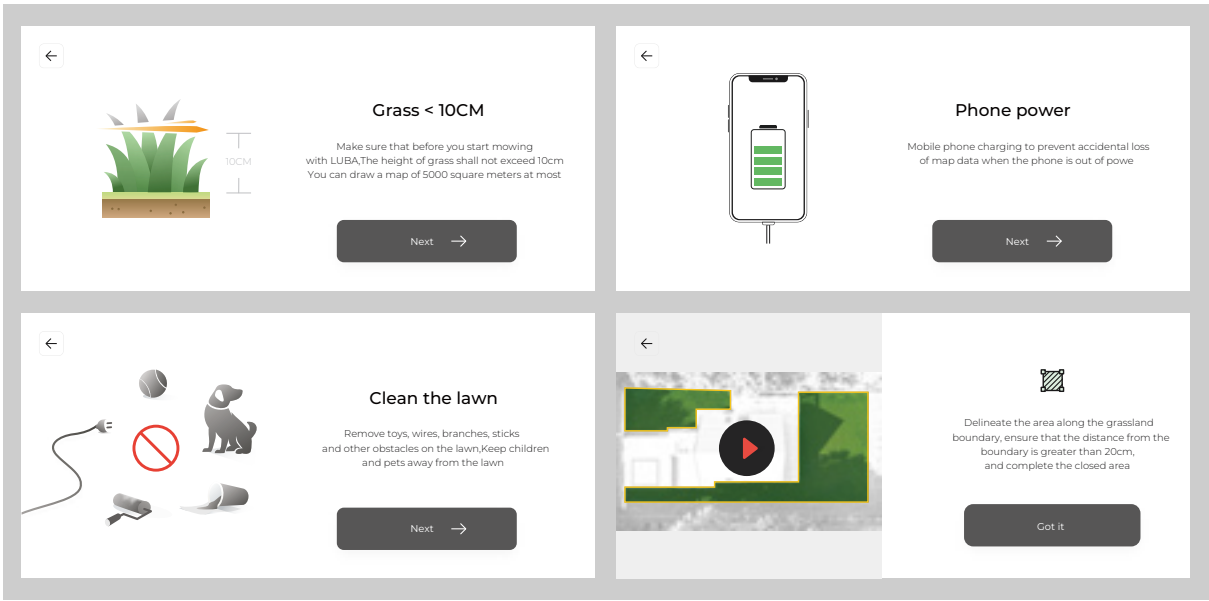 Grass < 10CM
10CM
Make sure that before you start mowing
with LUBA,The height of grass shall not exceed 10cm
You can draw a map of 5000 square meters at most
Next
Phone power
Mobile phone charging to prevent accidental loss
of map data when the phone is out of powe
Next
Clean the lawn
Remove toys, wires, branches, sticks
and other obstacles on the lawn,Keep children
and pets away from the lawn
Next
Delineate the area along the grassland
boundary, ensure that the distance from the
boundary is greater than 20cm,
and complete the closed area
Got it